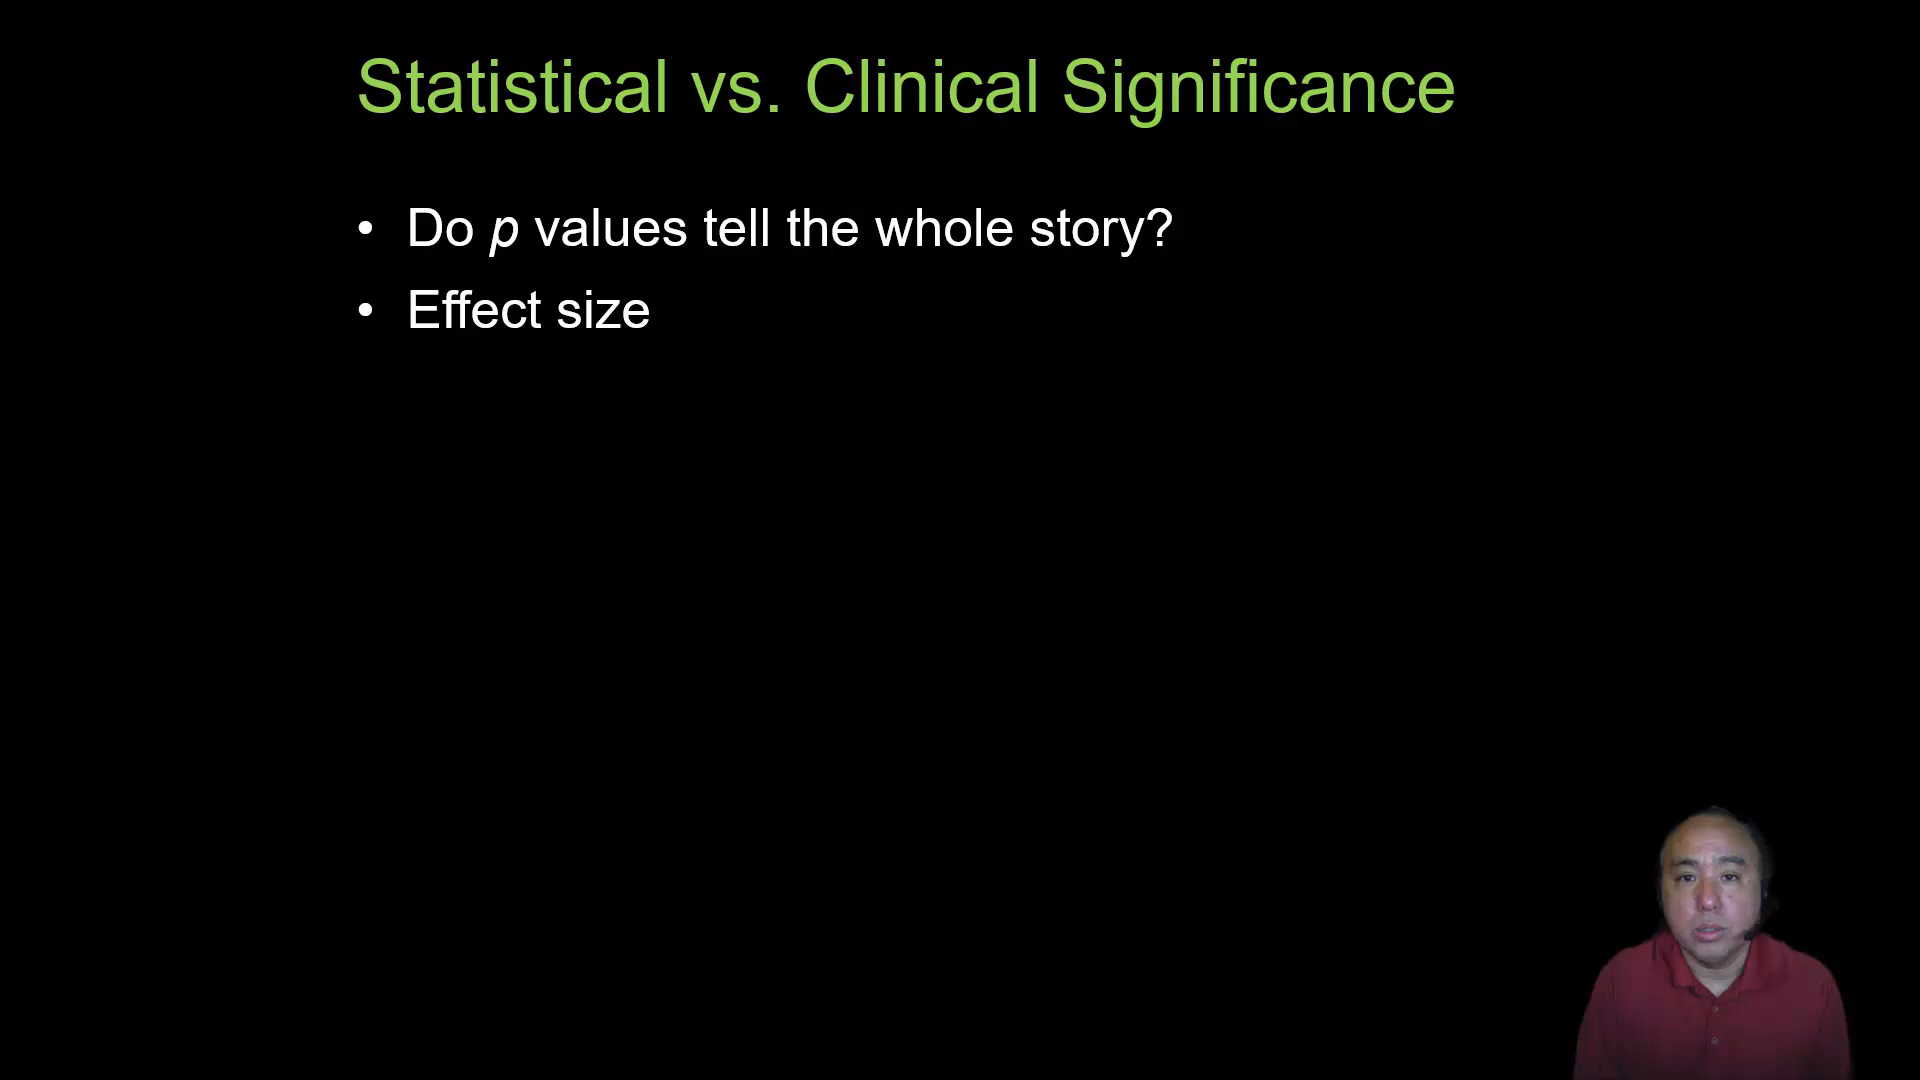 Statistical vs. Clinical Significance
• Do p values tell the whole story?
• Effect size